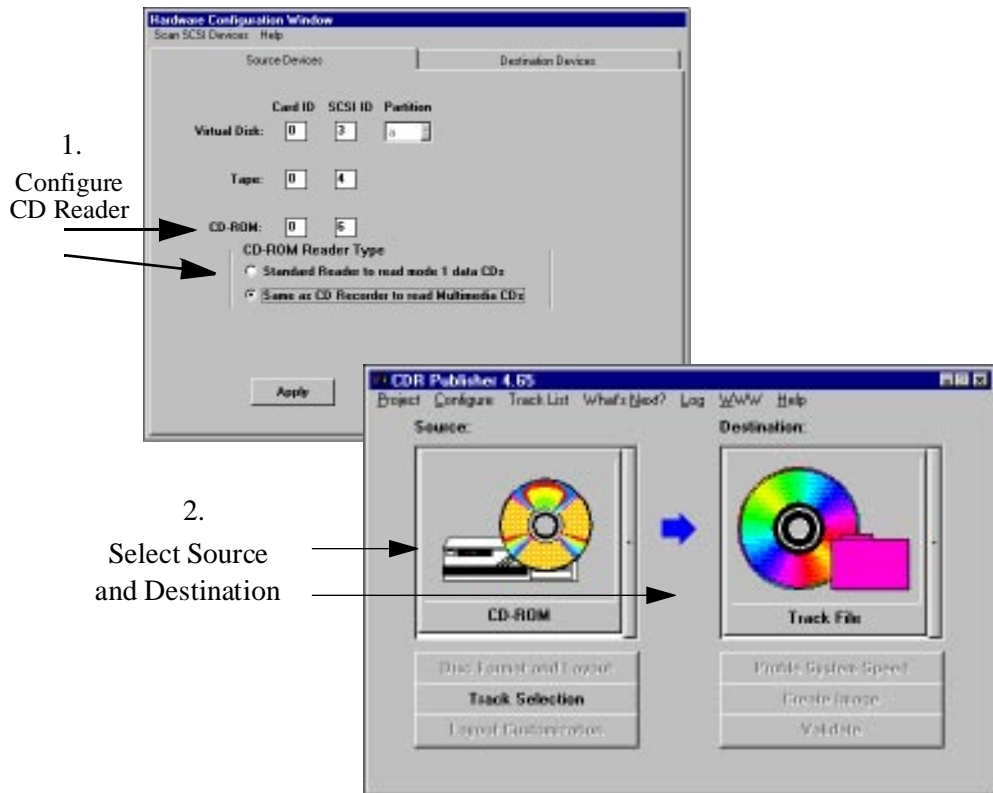 Hardware Configuration Window
Scan SCSI Devices Help
Source Devices Destination Devices
Card ID SCSI ID Partition
Virtual Disk: 0 3 a
Tape: 0 4
CD-ROM: 0 6
CD-ROM Reader Type
Standard Reader to read mode 1 data CDs
Same as CD Recorder to read Multimedia CDs
Apply
1.
Configure
CD Reader
CDR Publisher 4.65
Project Configure Track List What's Next? Log WWW Help
Source: Destination:
CD-ROM Track File
Disc Format and Layout Profile System Speed
Track Selection Create Image
Layout Customization Validate
2.
Select Source
and Destination